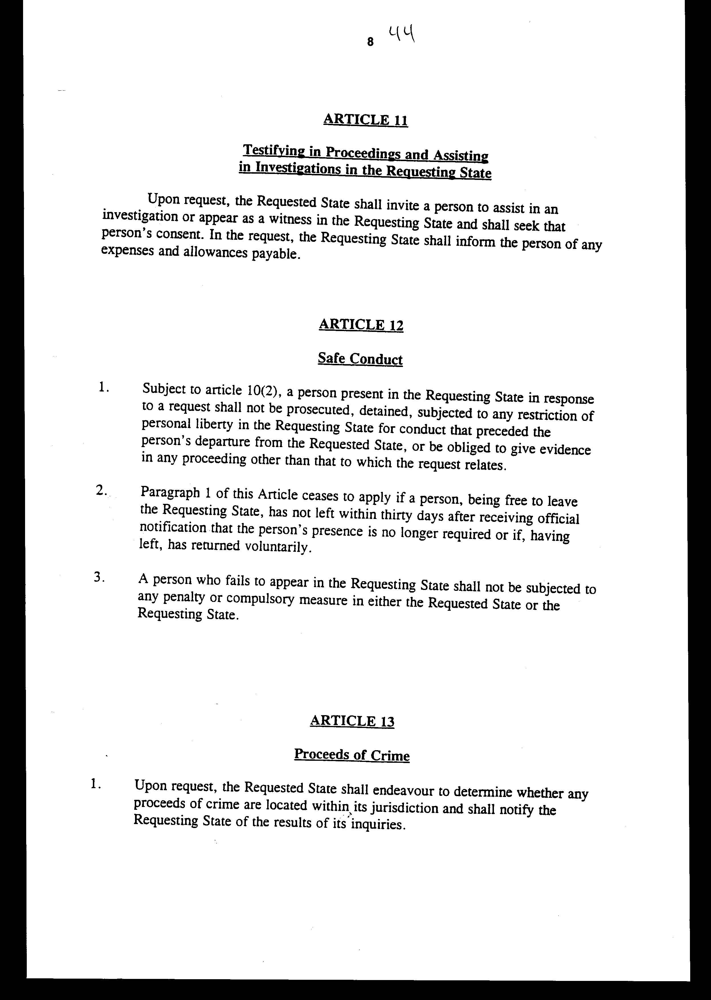 8 44
ARTICLE 11
Testifying in Proceedings and Assisting
in Investigations in the Requesting State
Upon request, the Requested State shall invite a person to assist in an
investigation or appear as a witness in the Requesting State and shall seek that
person's consent. In the request, the Requesting State shall inform the person of any
expenses and allowances payable.
ARTICLE 12
Safe Conduct
1. Subject to article 10(2), a person present in the Requesting State in response
to a request shall not be prosecuted, detained, subjected to any restriction of
personal liberty in the Requesting State for conduct that preceded the
person's departure from the Requested State, or be obliged to give evidence
in any proceeding other than that to which the request relates.
2. Paragraph 1 of this Article ceases to apply if a person, being free to leave
the Requesting State, has not left within thirty days after receiving official
notification that the person's presence is no longer required or if, having
left, has returned voluntarily.
3. A person who fails to appear in the Requesting State shall not be subjected to
any penalty or compulsory measure in either the Requested State or the
Requesting State.
ARTICLE 13
Proceeds of Crime
1. Upon request, the Requested State shall endeavour to determine whether any
proceeds of crime are located within its jurisdiction and shall notify the
Requesting State of the results of its inquiries.